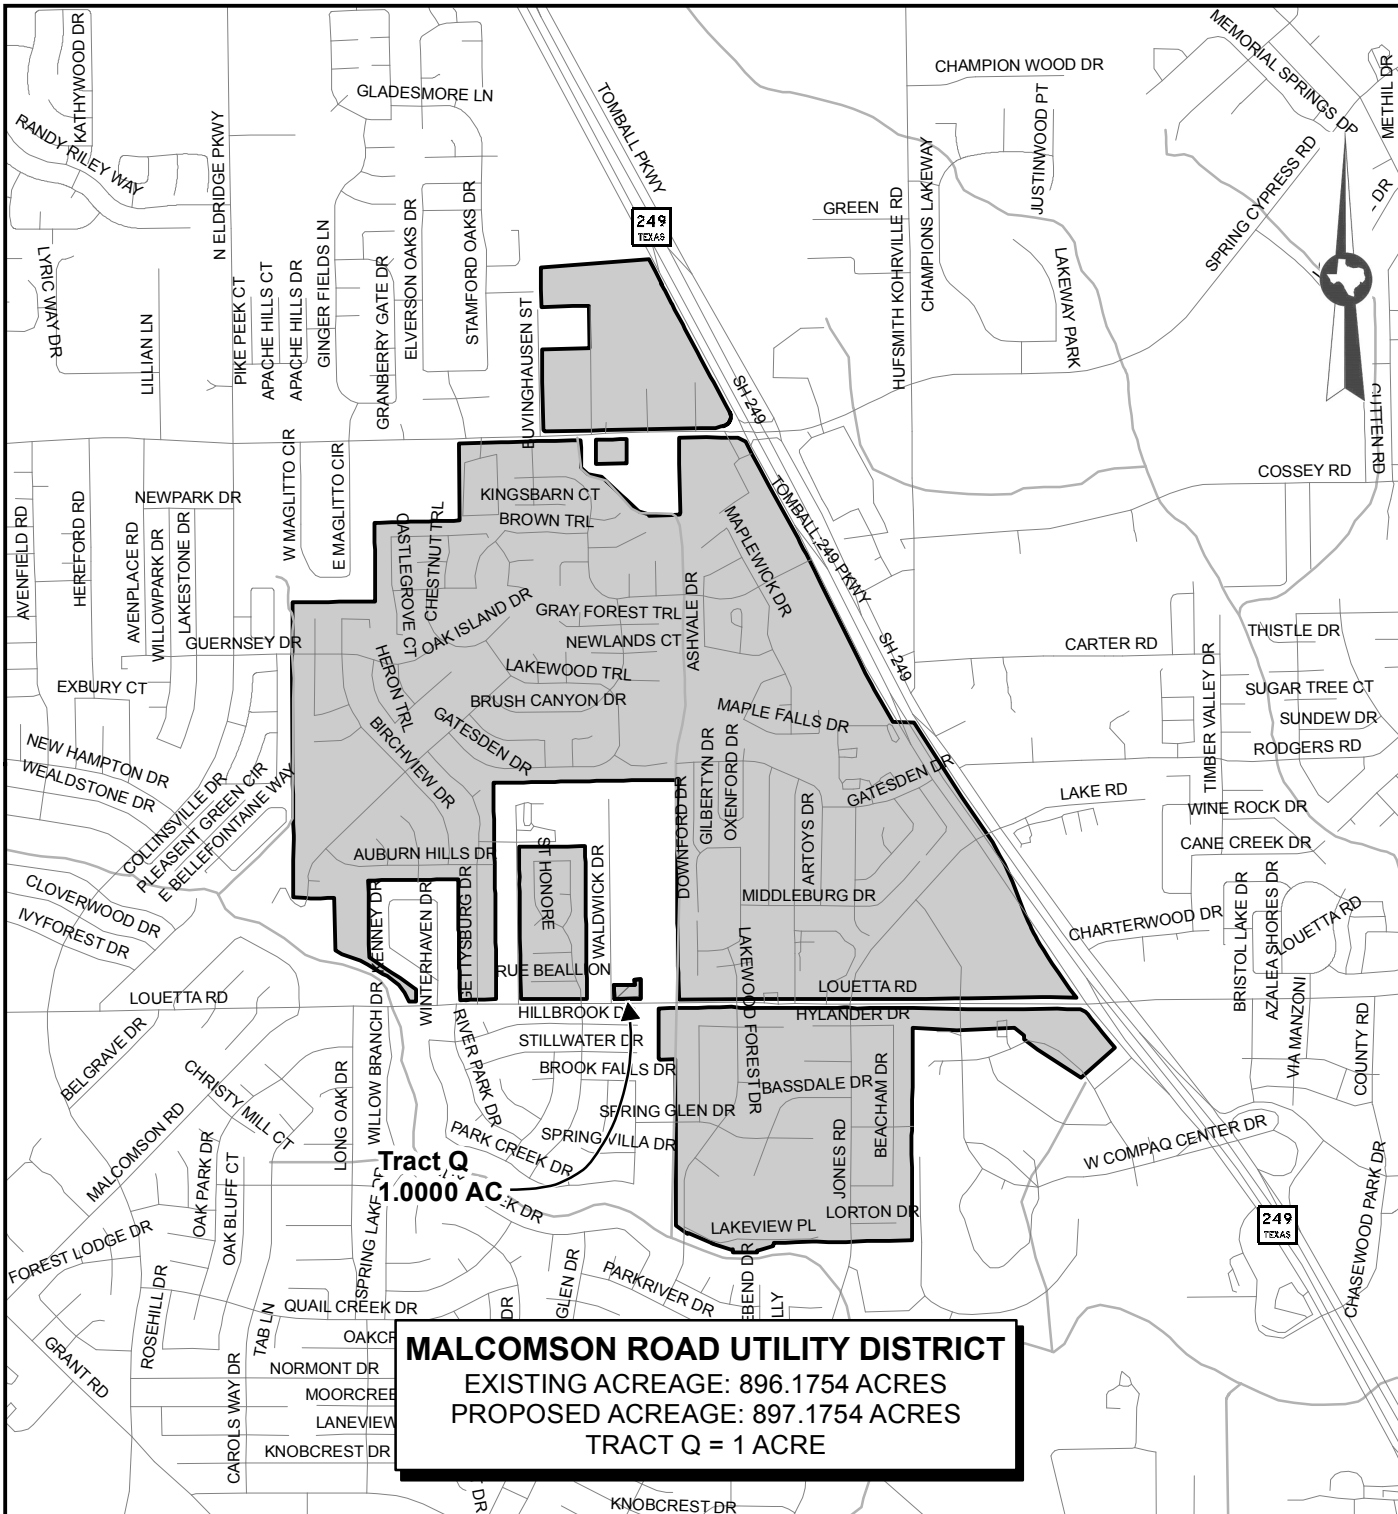 KATHYWOOD DR
RANDY RILEY WAY
N ELDRIDGE PKWY
GLADESMORE LN
TOMBALL PKWY
249
TEXAS
CHAMPION WOOD DR
JUSTINWOOD PT
MEMORIAL SPRINGS DR
METHIL DR
DR
SPRING CYPRESS RD
GREEN
HUFSMITH KOHRVILLE RD
CHAMPIONS LAKEWAY
LAKEWAY PARK
LYRIC WAY DR
LILLIAN LN
PIKE PEEK CT
APACHE HILLS CT
APACHE HILLS DR
GINGER FIELDS LN
GRANBERRY GATE DR
ELVERSON OAKS DR
STAMFORD OAKS DR
BUVINGHAUSEN ST
SH 249
CUTTEN RD
COSSEY RD
AVENFIELD RD
HEREFORD RD
NEWPARK DR
AVENPLACE RD
WILLOWPARK DR
LAKESTONE DR
W MAGLITTO CIR
E MAGLITTO CIR
CASTLEGROVE CT
CHESTNUT TRL
KINGSBARN CT
BROWN TRL
MAPLEWICK DR
TOMBALL 249 PKWY
SH 249
GUERNSEY DR
OAK ISLAND DR
GRAY FOREST TRL
NEWLANDS CT
ASHVALE DR
LAKEWOOD TRL
BRUSH CANYON DR
HERON TRL
EXBURY CT
CARTER RD
THISTLE DR
SUGAR TREE CT
SUNDEW DR
RODGERS RD
TIMBER VALLEY DR
NEW HAMPTON DR
WEALDSTONE DR
COLLINSVILLE DR
PLEASENT GREEN CIR
E BELLEFONTAINE WAY
BIRCHVIEW DR
GATESDEN DR
MAPLE FALLS DR
GILBERTYN DR
OXENFORD DR
GATESDEN DR
LAKE RD
WINE ROCK DR
CANE CREEK DR
AUBURN HILLS DR
ST HONORE
WALDWICK DR
DOWNFORD DR
ARTOYS DR
MIDDLEBURG DR
CLOVERWOOD DR
IVYFOREST DR
KENNEY DR
WINTERHAVEN DR
GETTYSBURG DR
RUE BEALLION
LAKEWOOD FOREST DR
CHARTERWOOD DR
BRISTOL LAKE DR
AZALEA SHORES DR
LOUETTA RD
LOUETTA RD
LOUETTA RD
HILLBROOK D
HYLANDER DR
STILLWATER DR
BROOK FALLS DR
RIVER PARK DR
BELGRAVE DR
CHRISTY MILL CT
MALCOMSON RD
LONG OAK DR
WILLOW BRANCH DR
BASSDALE DR
BEACHAM DR
JONES RD
SPRING GLEN DR
SPRING VILLA DR
PARK CREEK DR
VIA MANZONI
COUNTY RD
W COMPAQ CENTER DR
Tract Q
1.0000 AC
EK DR
OAK PARK DR
OAK BLUFF CT
SPRING LAKE D
LORTON DR
LAKEVIEW PL
249
TEXAS
CHASEWOOD PARK DR
FOREST LODGE DR
ROSEHILL DR
GRANT RD
TAB LN
QUAIL CREEK DR
GLEN DR
PARKRIVER DR
EBEND DR
LLY
DR
OAKCR
NORMONT DR
MOORCREE
LANEVIEW
KNOBCREST DR
CAROLS WAY DR
MALCOMSON ROAD UTILITY DISTRICT
EXISTING ACREAGE: 896.1754 ACRES
PROPOSED ACREAGE: 897.1754 ACRES
TRACT Q = 1 ACRE
DR
KNOBCREST DR